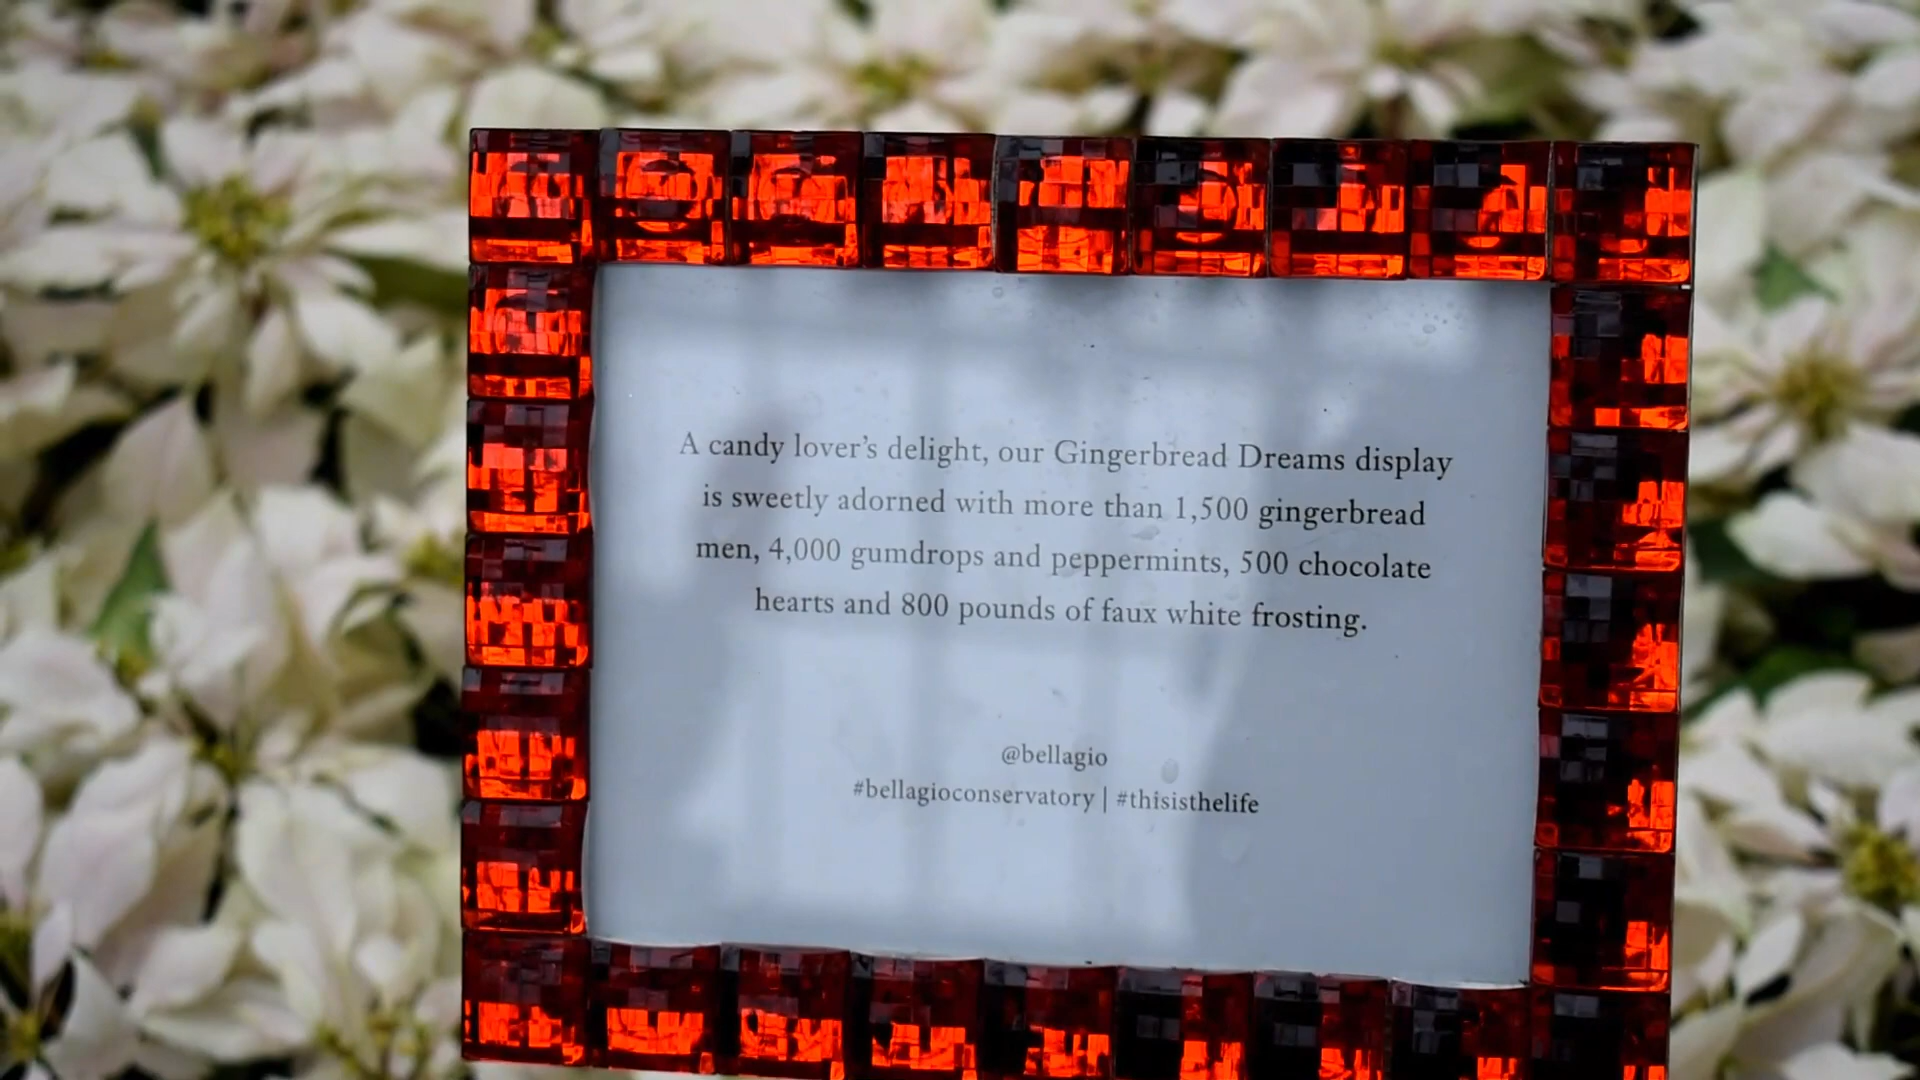 A candy lover’s delight, our Gingerbread Dreams display
is sweetly adorned with more than 1,500 gingerbread
men, 4,000 gumdrops and peppermints, 500 chocolate
hearts and 800 pounds of faux white frosting.
@bellagio
#bellagioconservatory | #thisisthelife